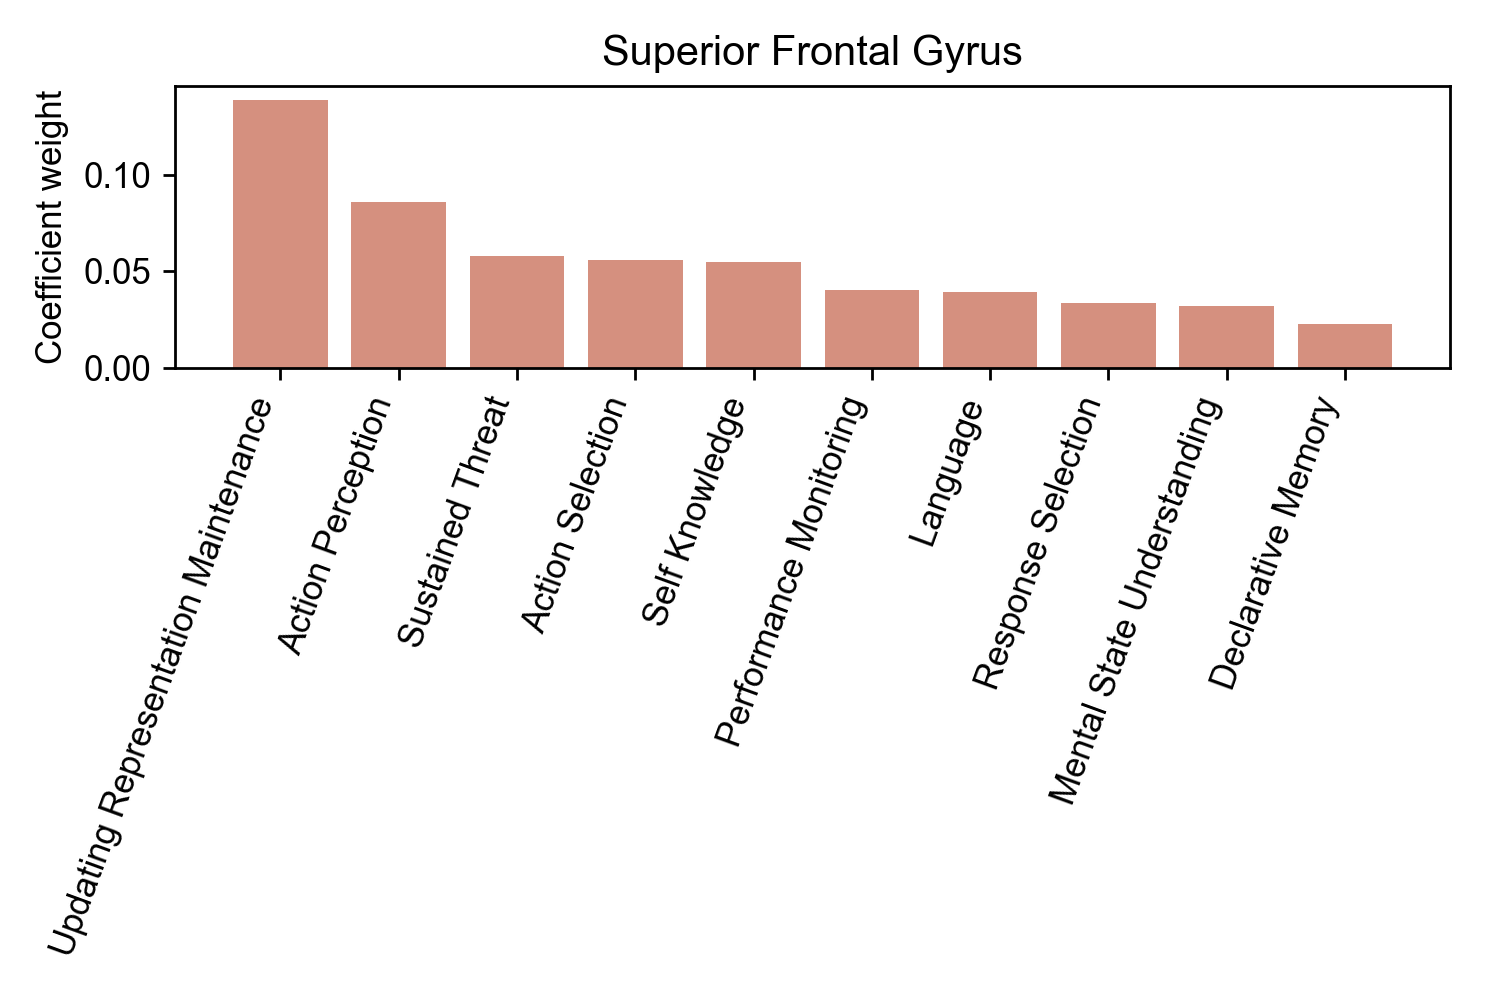 Superior Frontal Gyrus
Coefficient weight
0.10
0.05
0.00
Updating Representation Maintenance
Action Perception
Sustained Threat
Action Selection
Self Knowledge
Performance Monitoring
Language
Response Selection
Mental State Understanding
Declarative Memory